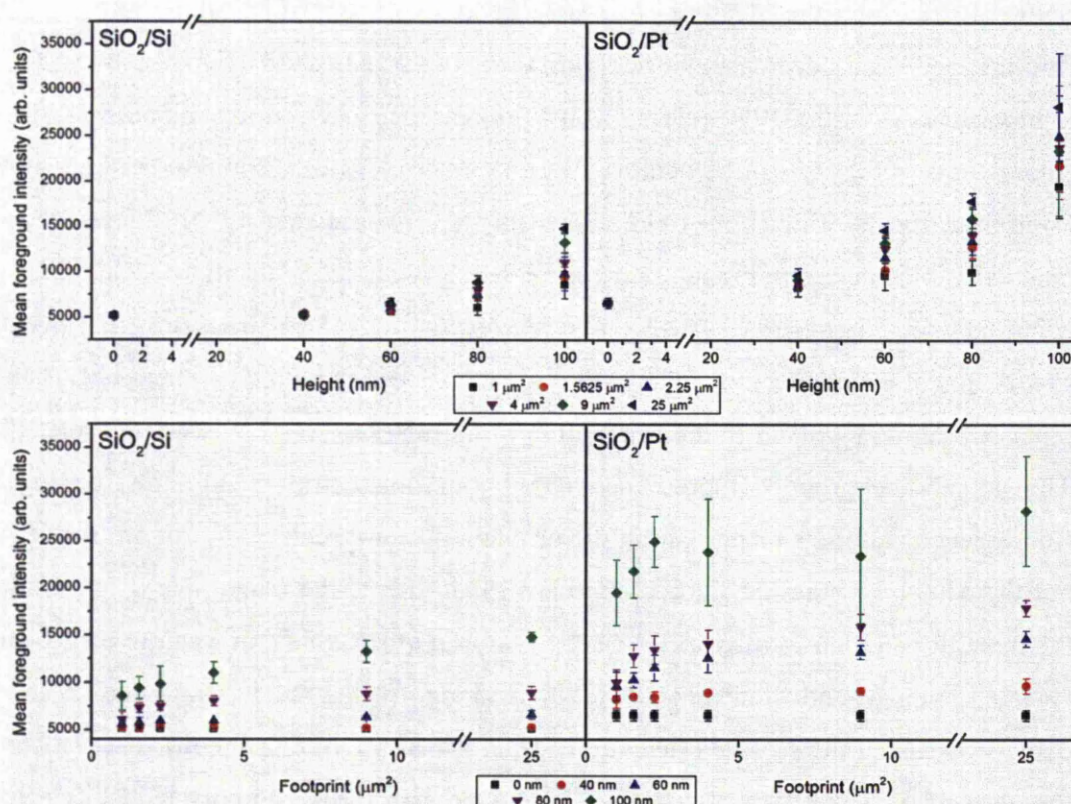 SiO2/Si
SiO2/Pt
Mean foreground intensity (arb. units)
35000
30000
25000
20000
15000
10000
5000
0 2 4 20 40 60 80 100
0 2 4 20 40 60 80 100
Height (nm)
Height (nm)
1 μm2 1.5625 μm2 2.25 μm2
4 μm2 9 μm2 25 μm2
SiO2/Si
SiO2/Pt
Mean foreground intensity (arb. units)
35000
30000
25000
20000
15000
10000
5000
0 5 10 25
5 10 25
Footprint (μm2)
Footprint (μm2)
0 nm 40 nm 60 nm
80 nm 100 nm